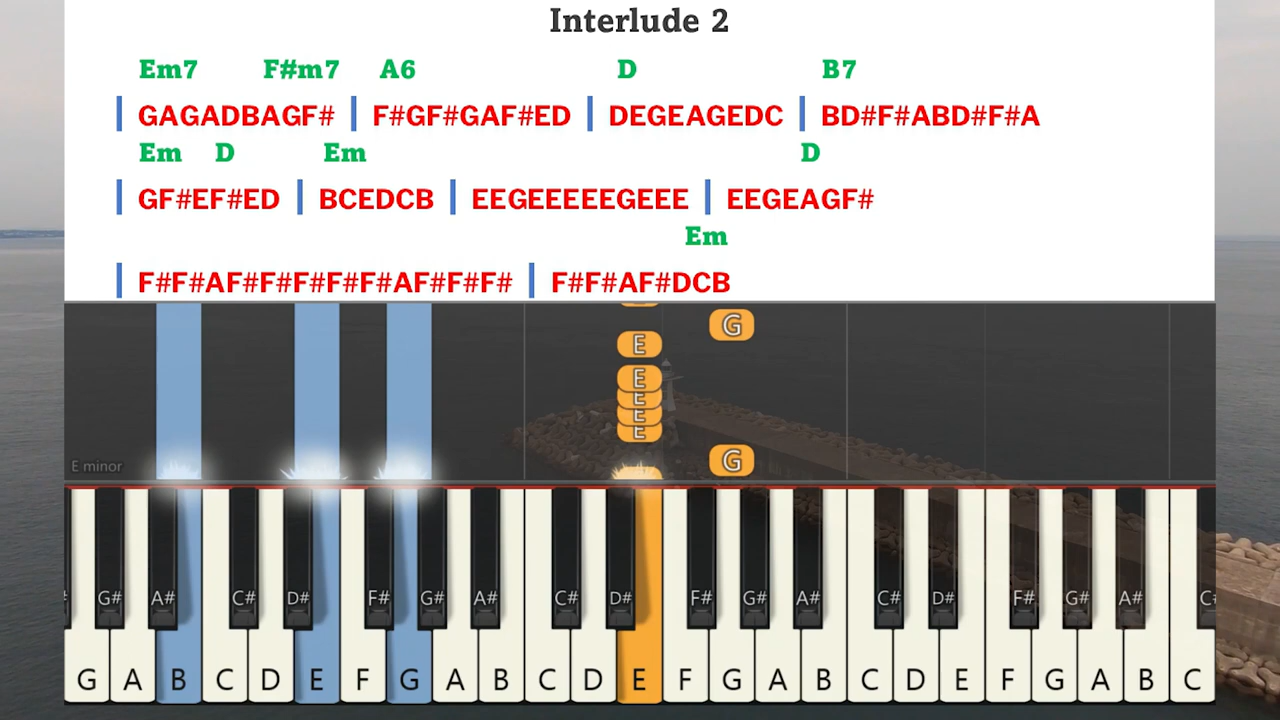 Interlude 2
Em7 F#m7 A6 D B7
| GAGADBAGF# | F#GF#GAF#ED | DEGEAGEDC | BD#F#ABD#F#A
Em D Em D
| GF#EF#ED | BCEDCB | EEGEEEEEGEEE | EEGEAGF#
Em
| F#F#AF#F#F#F#F#AF#F#F# | F#F#AF#DCB
G
E
E
E
E
E
G
E minor
G# A# C# D# F# G# A# C# D# F# G# A# C# D# F# G# A# C#
G A B C D E F G A B C D E F G A B C D E F G A B C